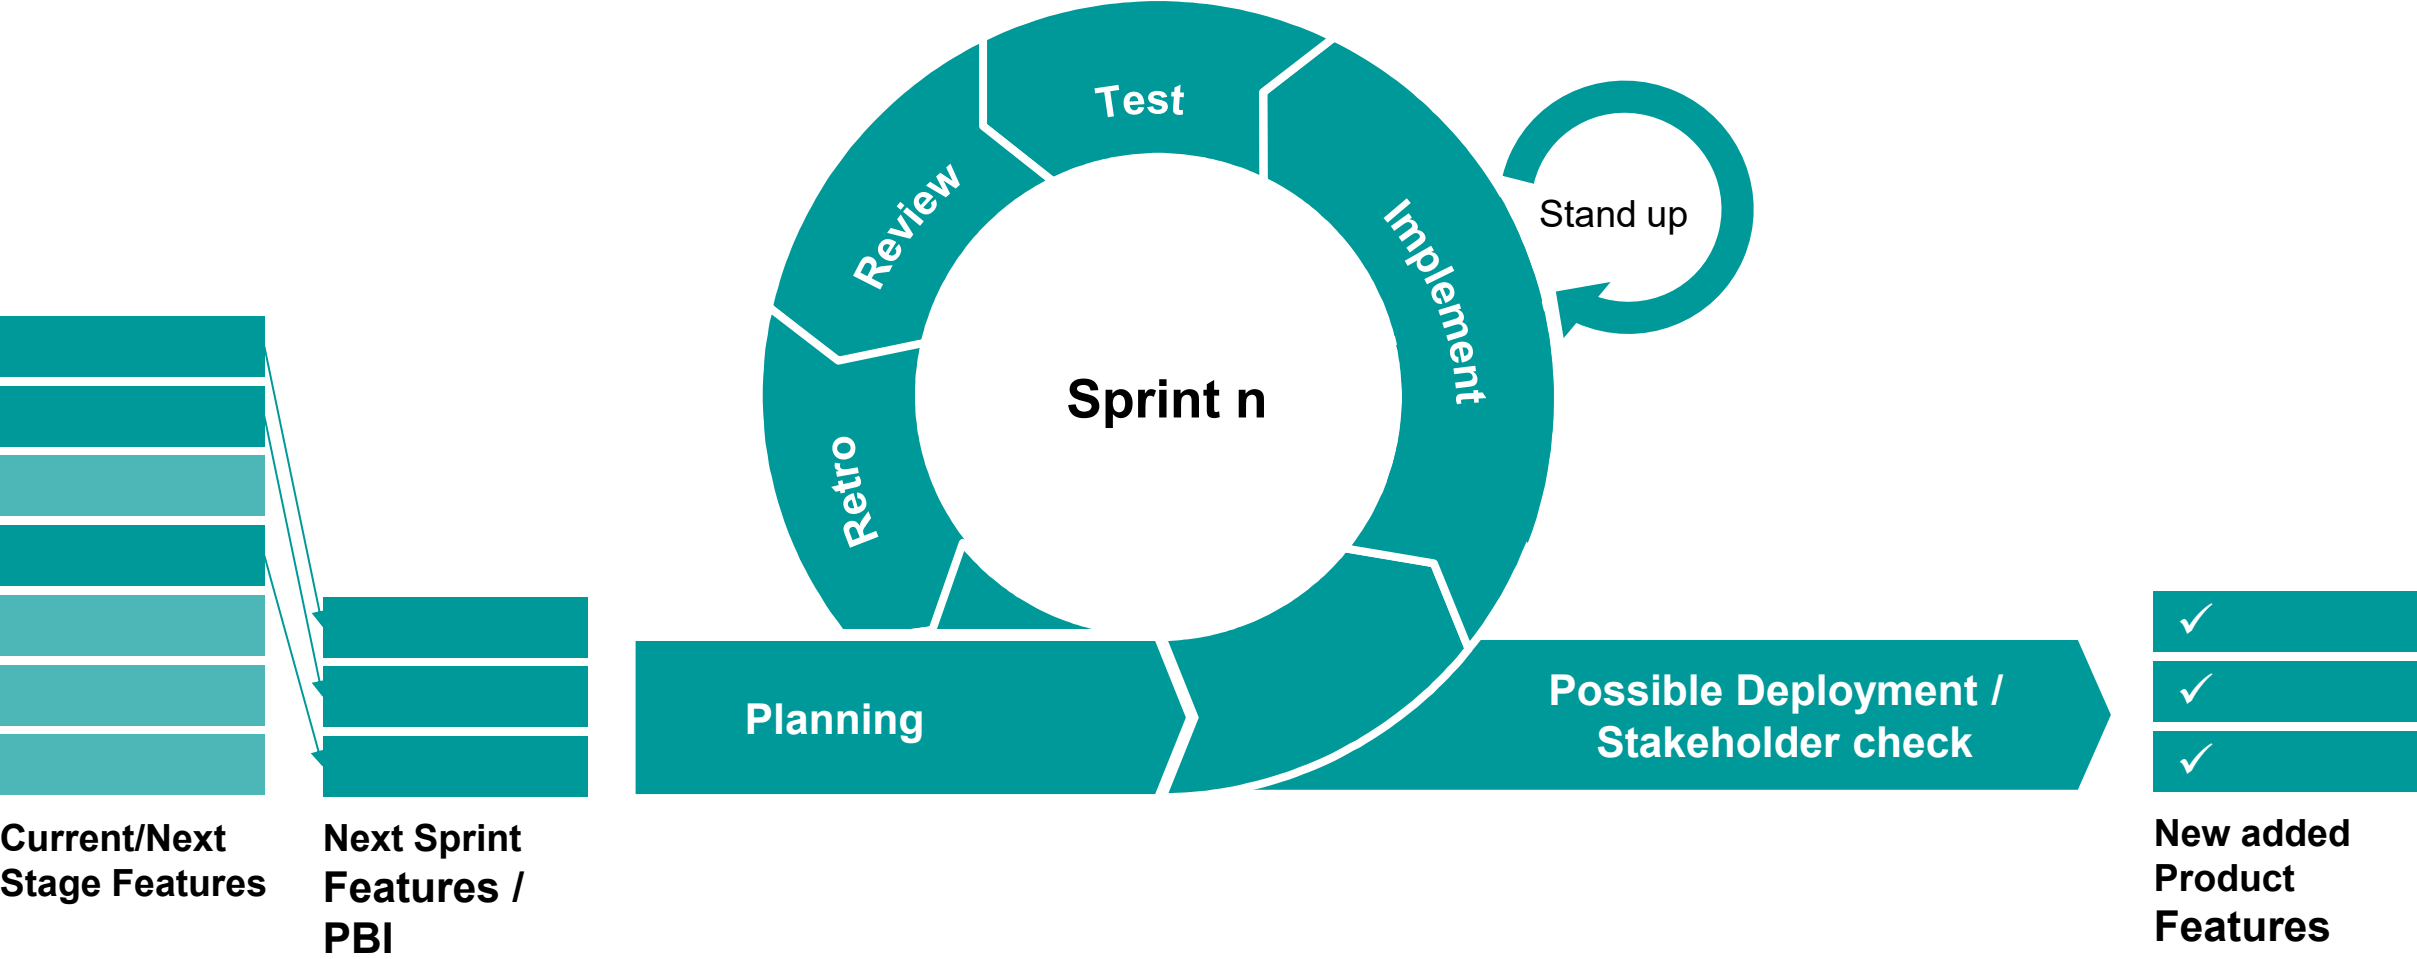 Test
Review
Implement
Stand up
Retro
Sprint n
Planning
Possible Deployment /
Stakeholder check
Current/Next
Stage Features
Next Sprint
Features /
PBI
New added
Product
Features